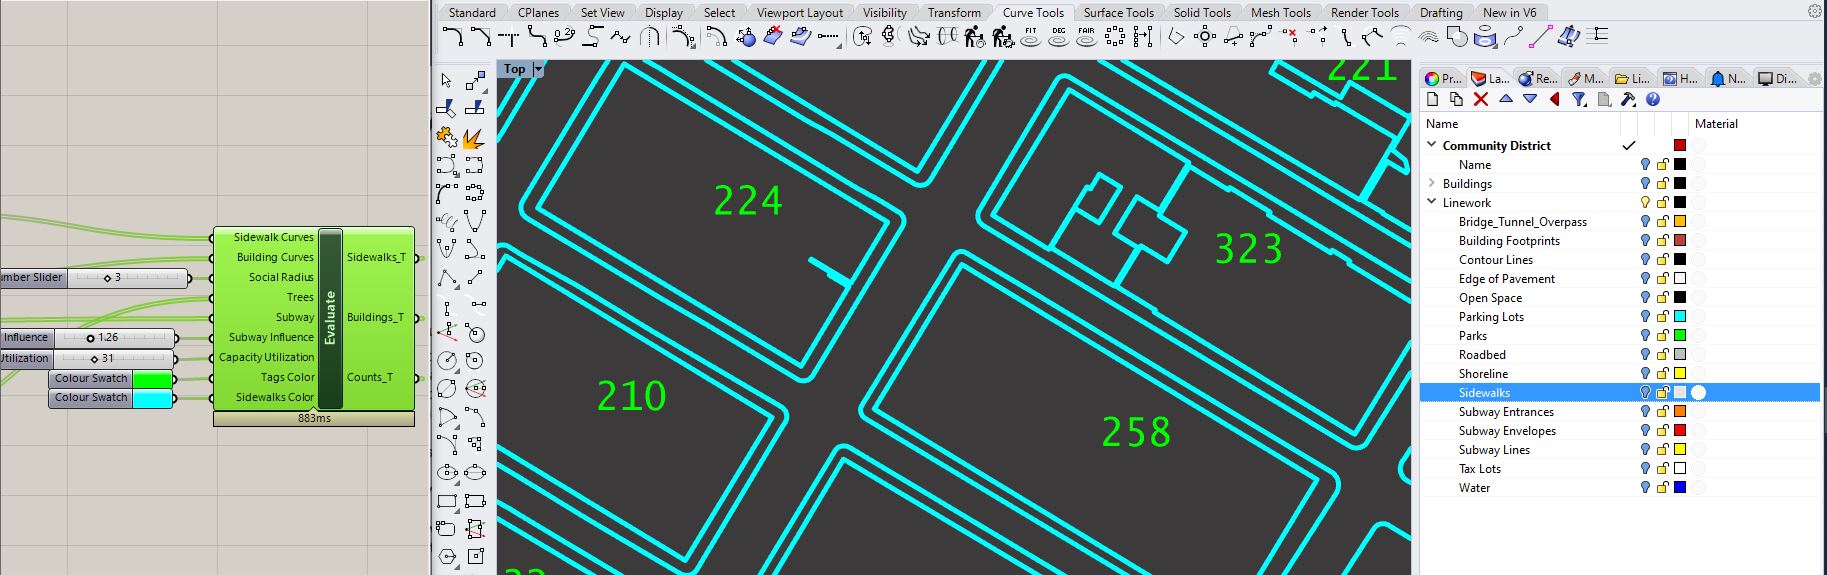 Standard CPlanes Set View Display Select Viewport Layout Visibility Transform Curve Tools Surface Tools Solid Tools Mesh Tools Render Tools Drafting New in V6
FIT DEG FAIR
Top
Pr... La... Re... M... Li... H... N... Di...
Name Material
Community District
Name
Buildings
Linework
Bridge_Tunnel_Overpass
Building Footprints
Contour Lines
Edge of Pavement
Open Space
Parking Lots
Parks
Roadbed
Shoreline
Sidewalks
Subway Entrances
Subway Envelopes
Subway Lines
Tax Lots
Water
221
224
323
210
258
Sidewalk Curves
Building Curves
Social Radius
Trees
Subway
Subway Influence
Capacity Utilization
Tags Color
Sidewalks Color
Evaluate
Sidewalks_T
Buildings_T
Counts_T
883ms
umber Slider 3
Influence 1.26
Utilization 31
Colour Swatch
Colour Swatch